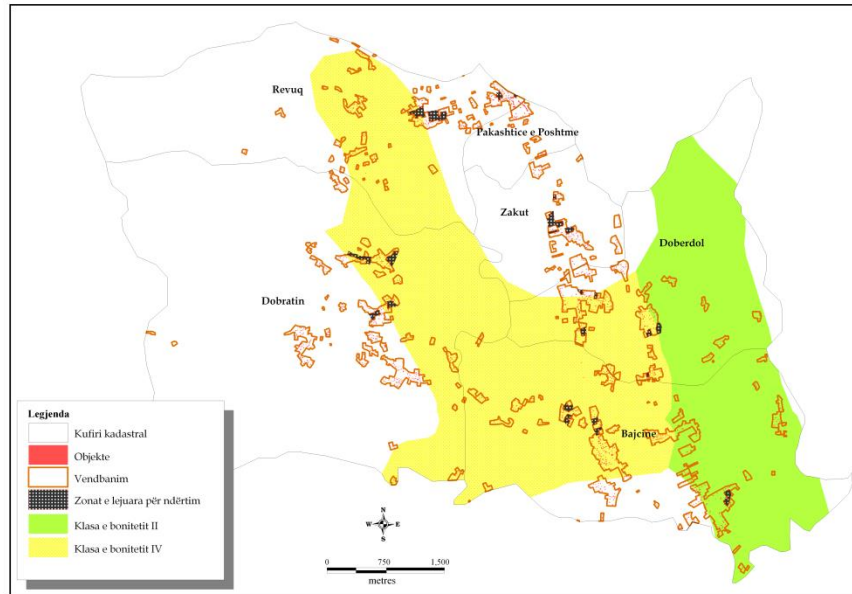 Revuq
Pakashtice e Poshtme
Zakut
Doberdol
Dobratin
Bajcine
Legjenda
Kufiri kadastral
Objekte
Vendbanim
Zonat e lejuara për ndërtim
Klasa e bonitetit II
Klasa e bonitetit IV
N
W E
S
0 750 1,500
metres